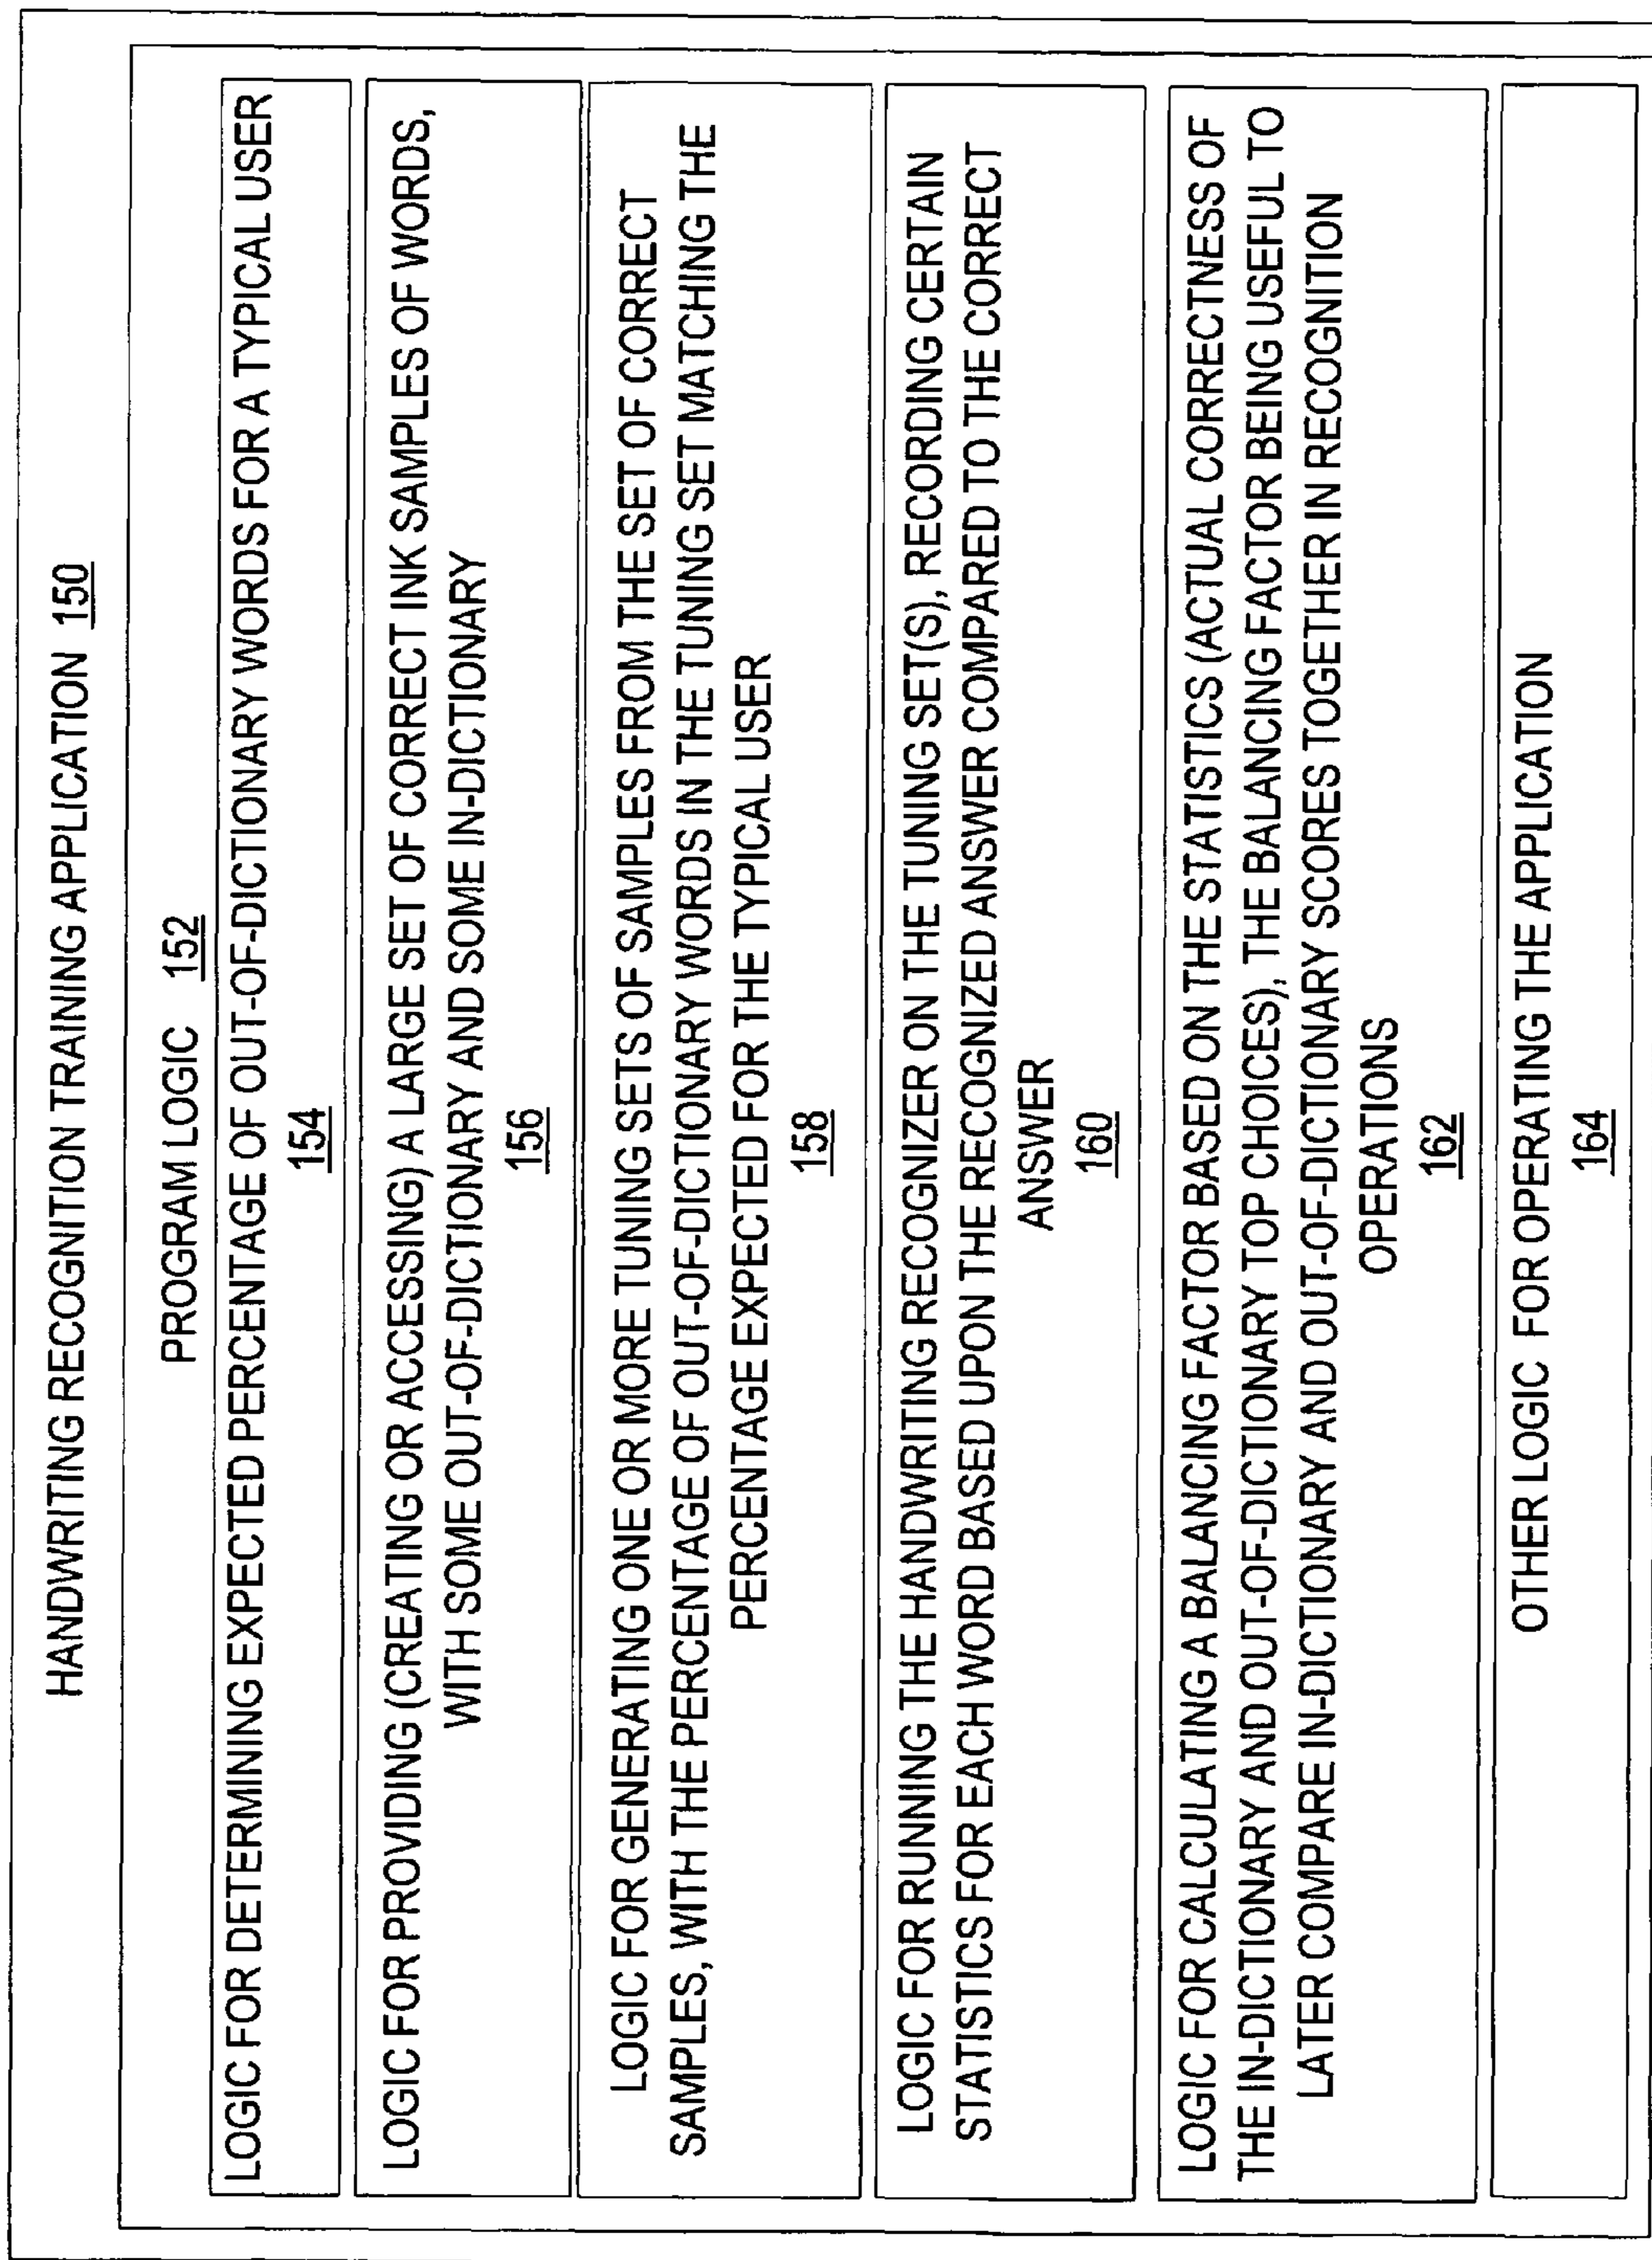 HANDWRITING RECOGNITION TRAINING APPLICATION 150
PROGRAM LOGIC 152
LOGIC FOR DETERMINING EXPECTED PERCENTAGE OF OUT-OF-DICTIONARY WORDS FOR A TYPICAL USER
154
LOGIC FOR PROVIDING (CREATING OR ACCESSING) A LARGE SET OF CORRECT INK SAMPLES OF WORDS,
WITH SOME OUT-OF-DICTIONARY AND SOME IN-DICTIONARY
156
LOGIC FOR GENERATING ONE OR MORE TUNING SETS OF SAMPLES FROM THE SET OF CORRECT
SAMPLES, WITH THE PERCENTAGE OF OUT-OF-DICTIONARY WORDS IN THE TUNING SET MATCHING THE
PERCENTAGE EXPECTED FOR THE TYPICAL USER
158
LOGIC FOR RUNNING THE HANDWRITING RECOGNIZER ON THE TUNING SET(S), RECORDING CERTAIN
STATISTICS FOR EACH WORD BASED UPON THE RECOGNIZED ANSWER COMPARED TO THE CORRECT
ANSWER
160
LOGIC FOR CALCULATING A BALANCING FACTOR BASED ON THE STATISTICS (ACTUAL CORRECTNESS OF
THE IN-DICTIONARY AND OUT-OF-DICTIONARY TOP CHOICES), THE BALANCING FACTOR BEING USEFUL TO
LATER COMPARE IN-DICTIONARY AND OUT-OF-DICTIONARY SCORES TOGETHER IN RECOGNITION
OPERATIONS
162
OTHER LOGIC FOR OPERATING THE APPLICATION
164